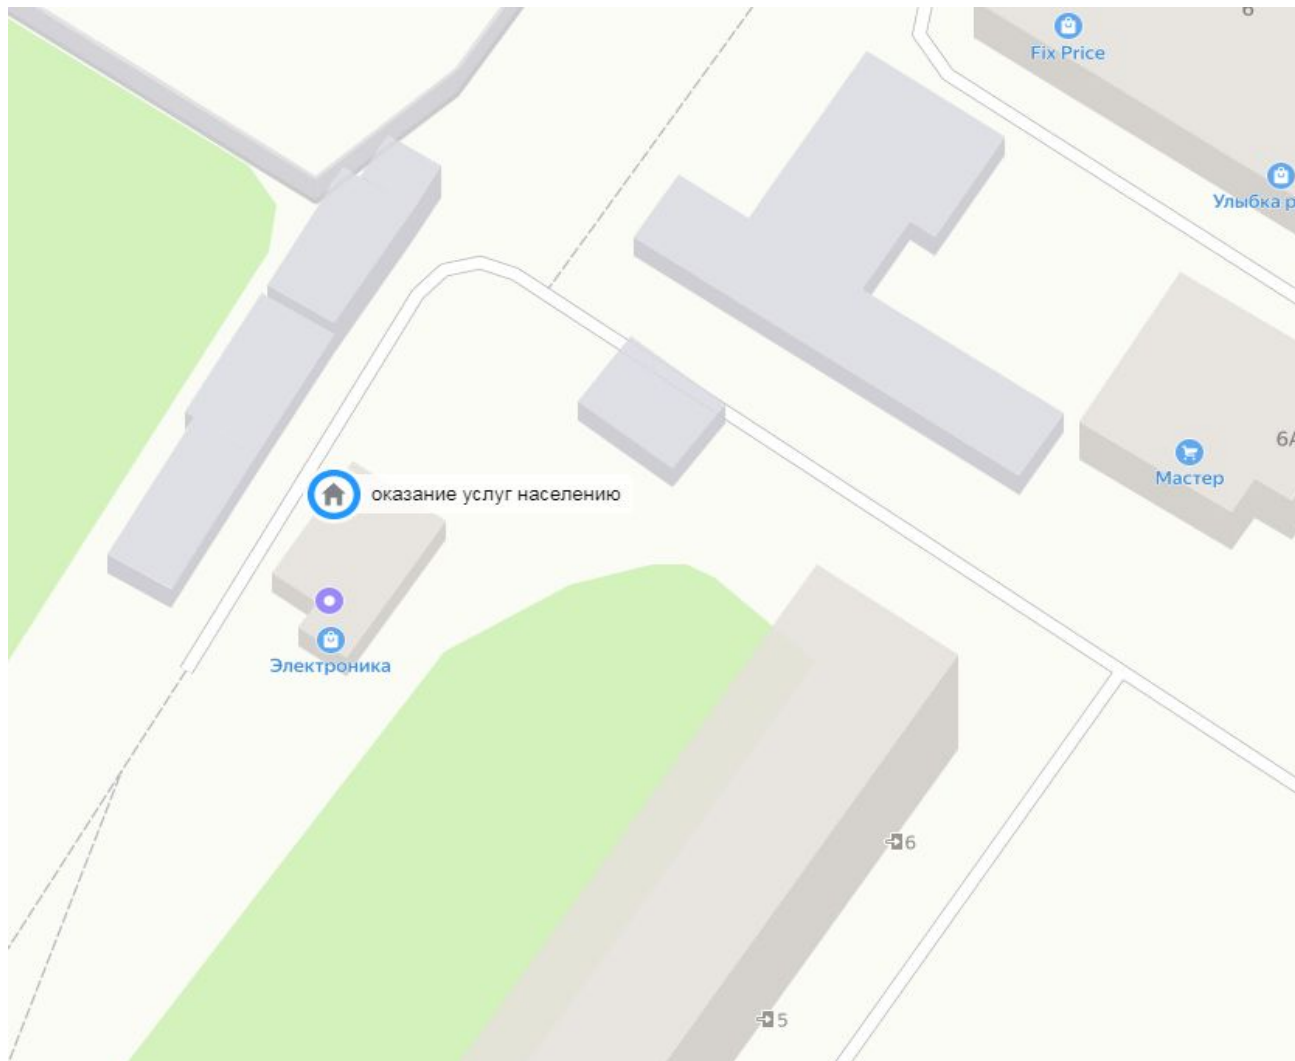 Fix Price
Улыбка р
6А
Мастер
оказание услуг населению
Электроника
6
5